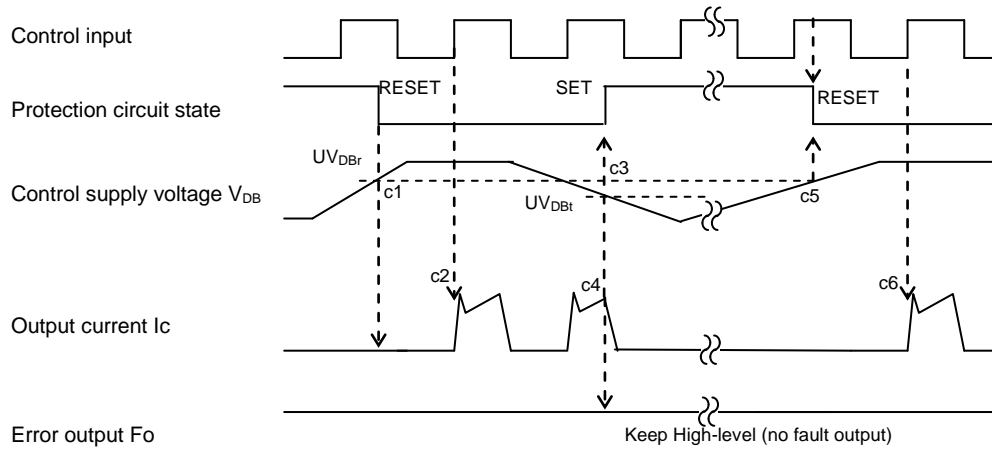 Control input
RESET
SET
Protection circuit state
RESET
UVDBr
c1
c3
Control supply voltage VDB
c5
UVDBt
c2
c4
c6
Output current Ic
Error output Fo
Keep High-level (no fault output)